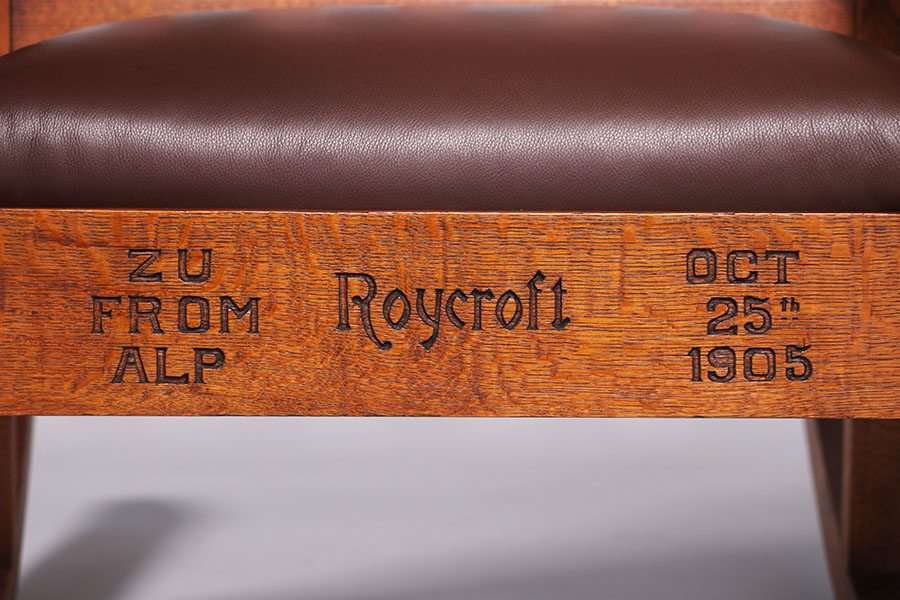 ZU
FROM
ALP
Roycroft
OCT
25th
1905